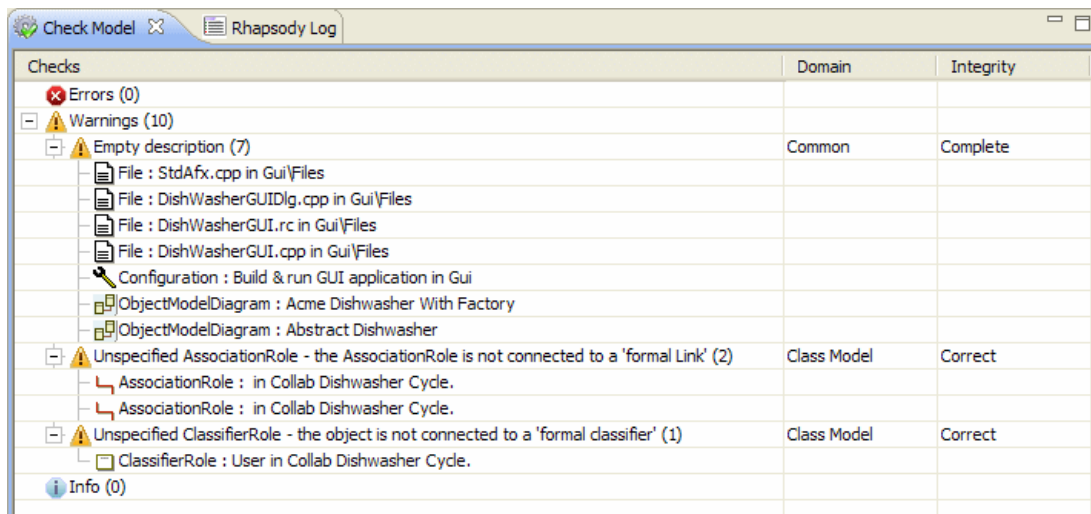 Check Model Rhapsody Log
Checks Domain Integrity
Errors (0)
Warnings (10)
Empty description (7) Common Complete
File : StdAfx.cpp in Gui\Files
File : DishWasherGUIDlg.cpp in Gui\Files
File : DishWasherGUI.rc in Gui\Files
File : DishWasherGUI.cpp in Gui\Files
Configuration : Build & run GUI application in Gui
ObjectModelDiagram : Acme Dishwasher With Factory
ObjectModelDiagram : Abstract Dishwasher
Unspecified AssociationRole - the AssociationRole is not connected to a 'formal Link' (2) Class Model Correct
AssociationRole : in Collab Dishwasher Cycle.
AssociationRole : in Collab Dishwasher Cycle.
Unspecified ClassifierRole - the object is not connected to a 'formal classifier' (1) Class Model Correct
ClassifierRole : User in Collab Dishwasher Cycle.
Info (0)